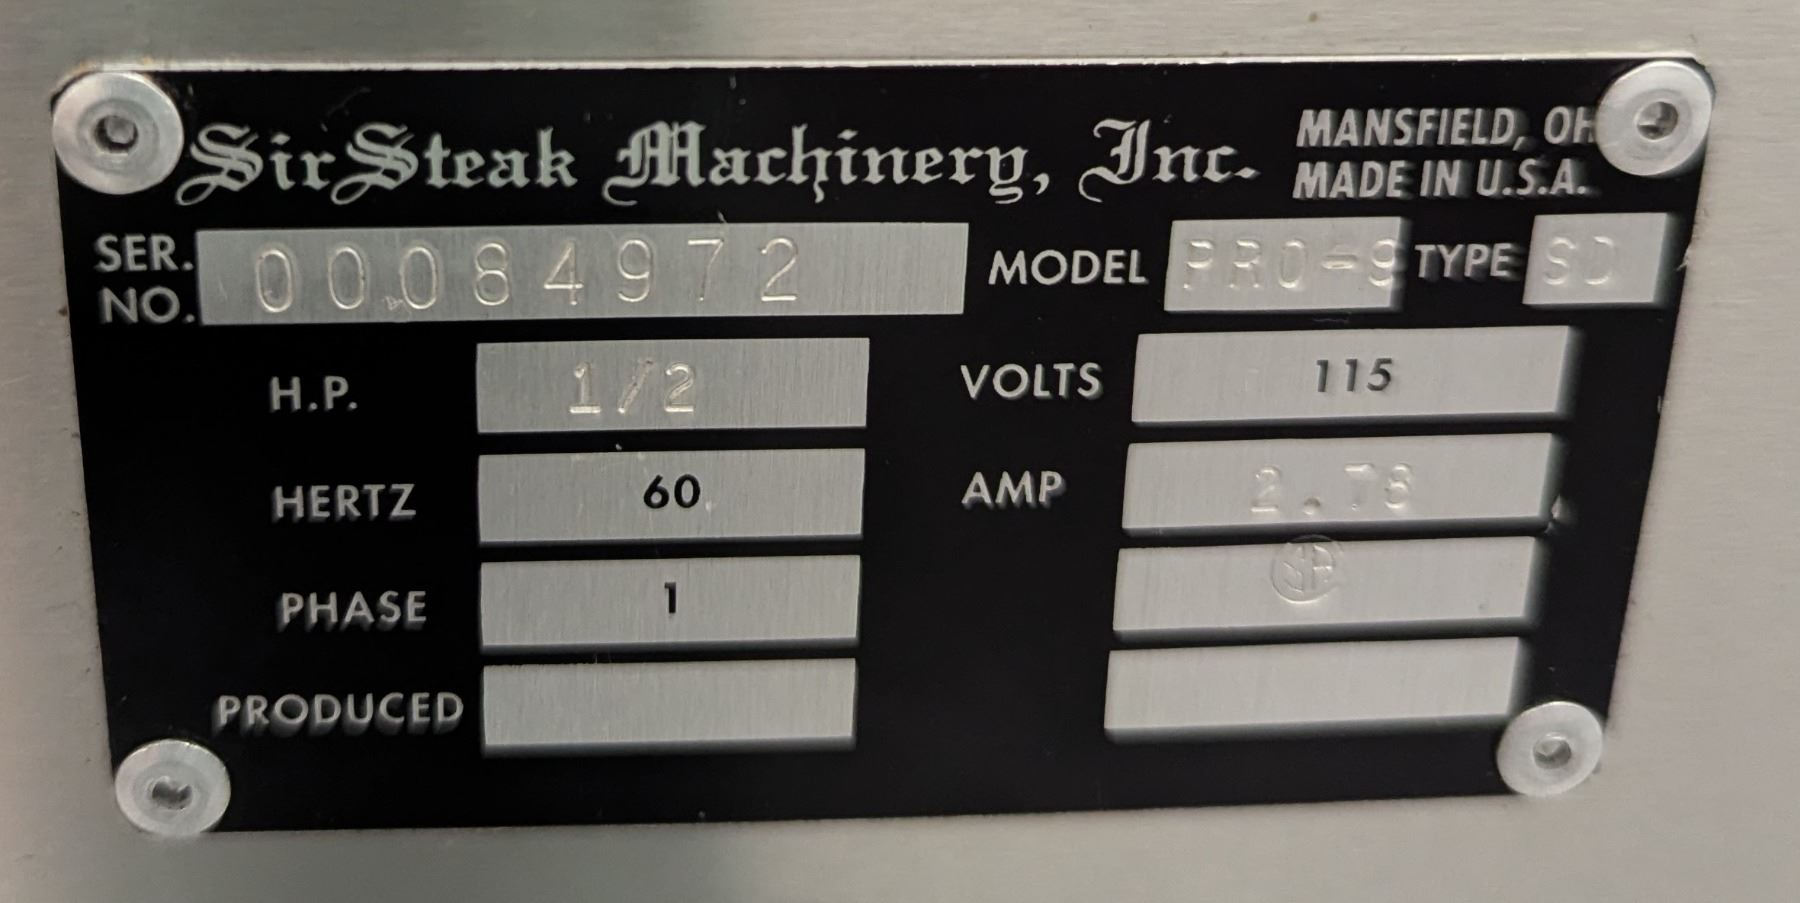 SirSteak Machinery, Inc. MANSFIELD, OH
MADE IN U.S.A.
SER. NO. 00084972 MODEL PRO-9 TYPE SD
H.P. 1/2 VOLTS 115
HERTZ 60 AMP 2.78
PHASE 1
PRODUCED